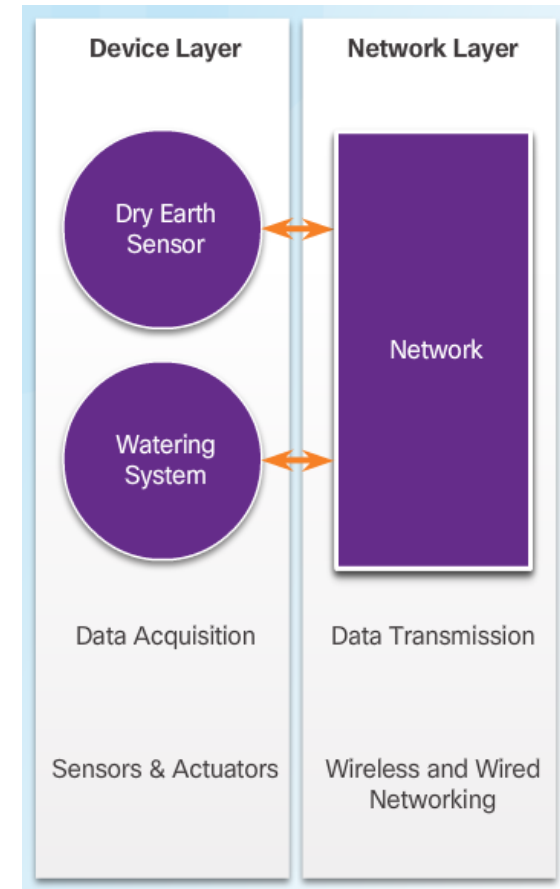 Device Layer
Network Layer
Dry Earth
Sensor
Network
Watering
System
Data Acquisition
Data Transmission
Sensors & Actuators
Wireless and Wired
Networking